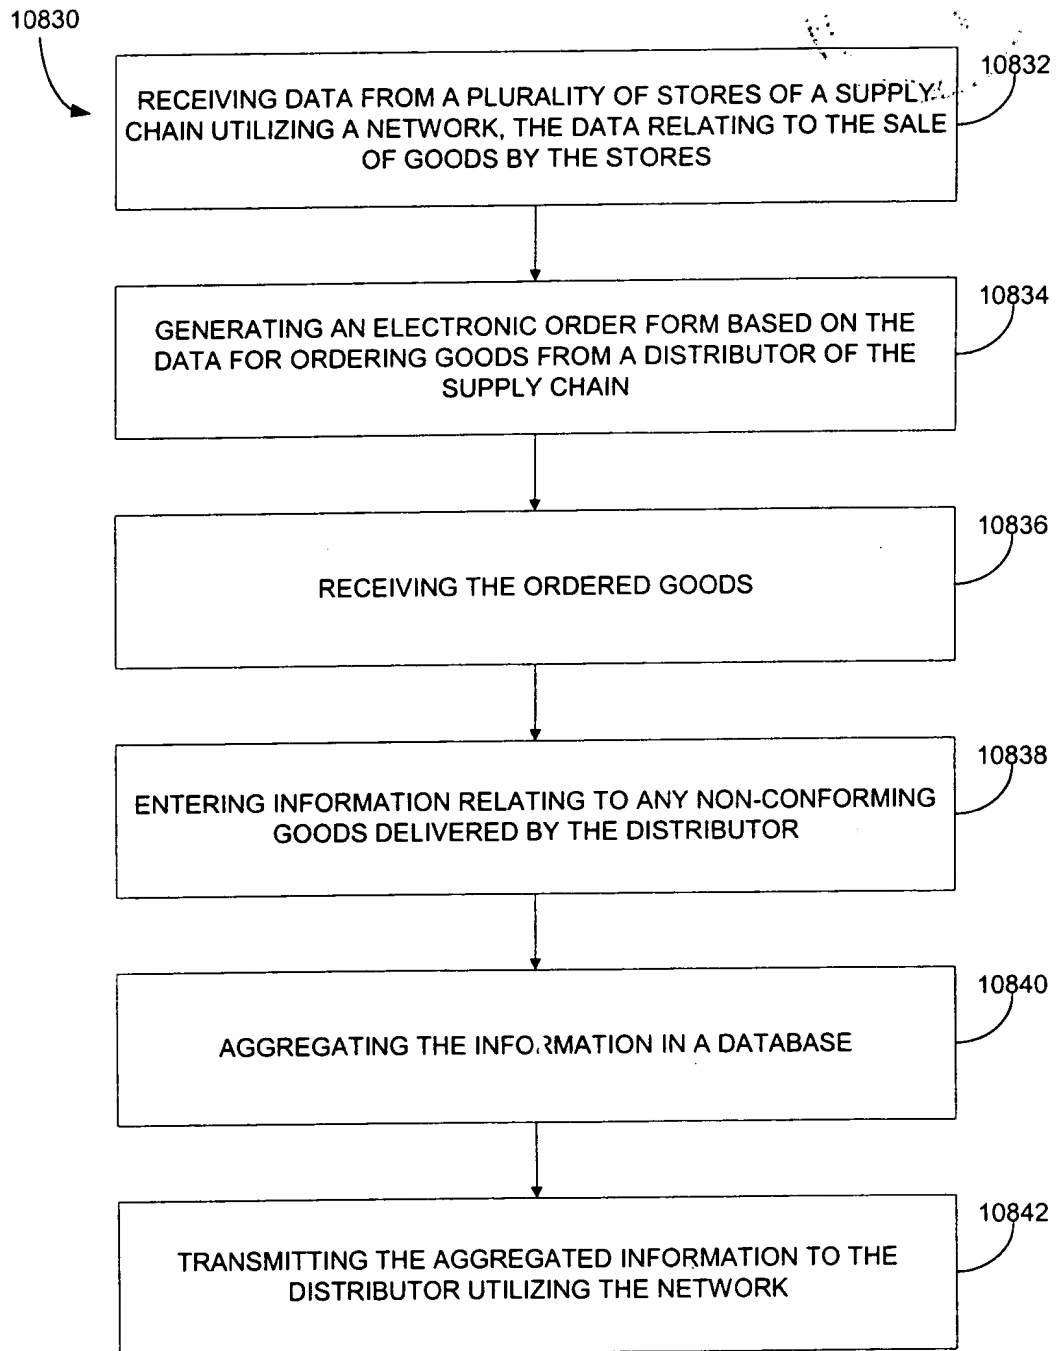 10830
10832
RECEIVING DATA FROM A PLURALITY OF STORES OF A SUPPLY
CHAIN UTILIZING A NETWORK, THE DATA RELATING TO THE SALE
OF GOODS BY THE STORES
10834
GENERATING AN ELECTRONIC ORDER FORM BASED ON THE
DATA FOR ORDERING GOODS FROM A DISTRIBUTOR OF THE
SUPPLY CHAIN
10836
RECEIVING THE ORDERED GOODS
10838
ENTERING INFORMATION RELATING TO ANY NON-CONFORMING
GOODS DELIVERED BY THE DISTRIBUTOR
10840
AGGREGATING THE INFORMATION IN A DATABASE
10842
TRANSMITTING THE AGGREGATED INFORMATION TO THE
DISTRIBUTOR UTILIZING THE NETWORK